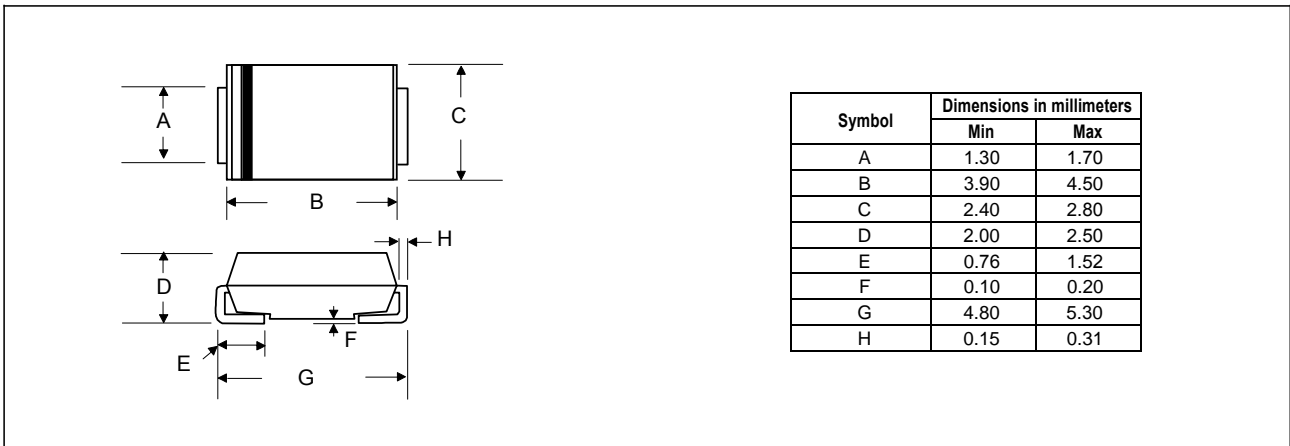 A
C
B
H
D
F
E
G
Symbol Dimensions in millimeters
Min Max
A 1.30 1.70
B 3.90 4.50
C 2.40 2.80
D 2.00 2.50
E 0.76 1.52
F 0.10 0.20
G 4.80 5.30
H 0.15 0.31